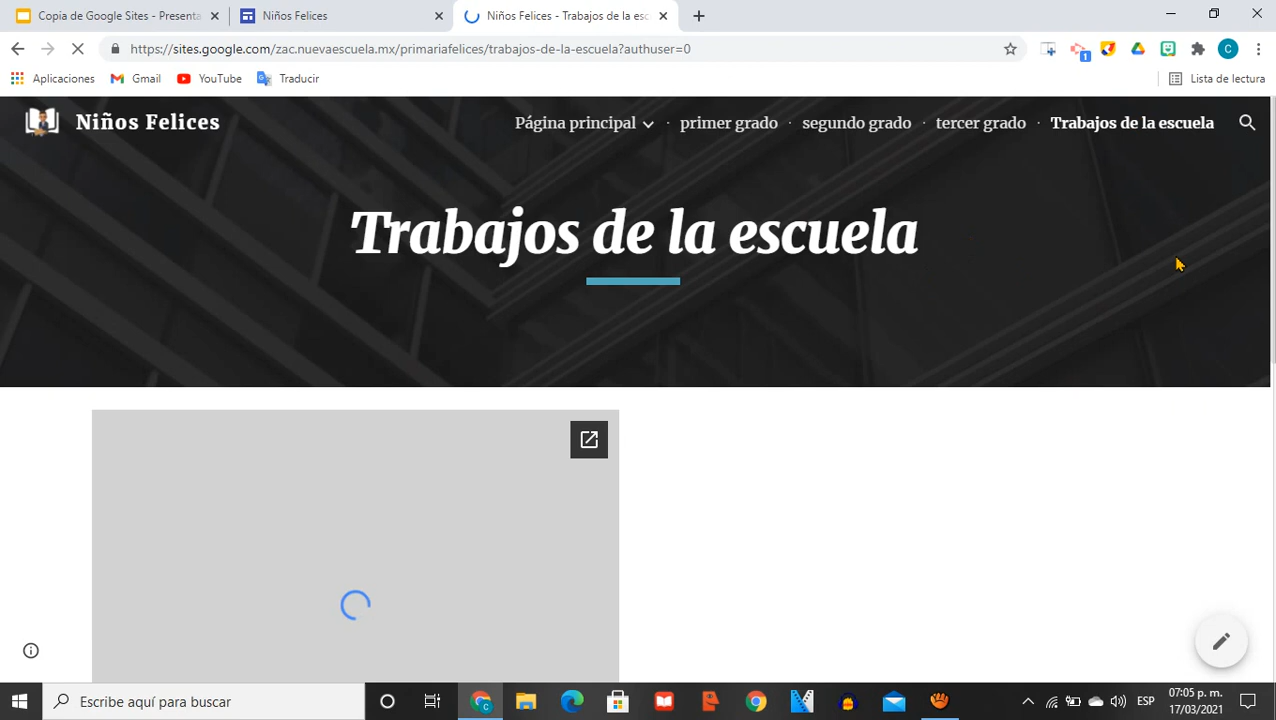 Copia de Google Sites - Presenta
Niños Felices
Niños Felices - Trabajos de la esc
https://sites.google.com/zac.nuevaescuela.mx/primariafelices/trabajos-de-la-escuela?authuser=0
1
C
Aplicaciones
Gmail
YouTube
Traducir
Lista de lectura
Niños Felices
Página principal
primer grado
segundo grado
tercer grado
Trabajos de la escuela
Trabajos de la escuela
Escribe aquí para buscar
ESP
07:05 p. m.
17/03/2021